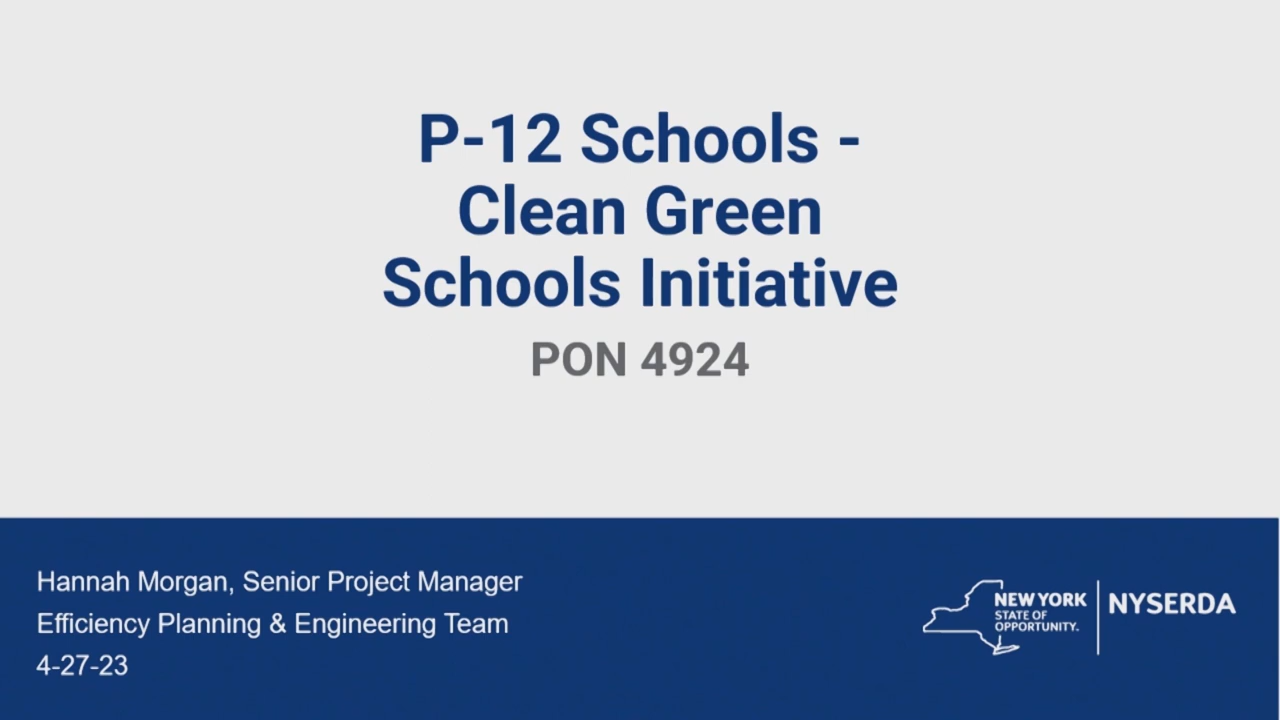 P-12 Schools -
Clean Green
Schools Initiative
PON 4924
Hannah Morgan, Senior Project Manager
Efficiency Planning & Engineering Team
4-27-23
NEW YORK
STATE OF
OPPORTUNITY.
NYSERDA